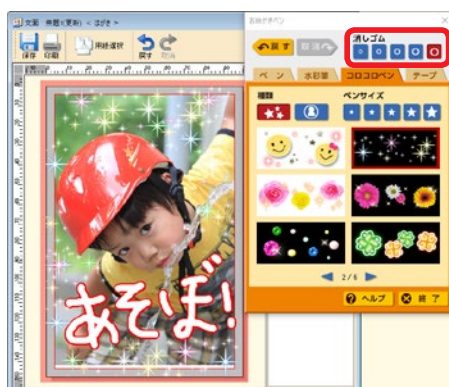 文面 無題1(更新) < はがき >
お絵かきペン
保存
印刷
用紙選択
戻す
取消
戻す
取消
消しゴム
ペン
水彩筆
コロコロペン
テープ
種類
ペンサイズ
あそぼ!
2/6
ヘルプ
終了